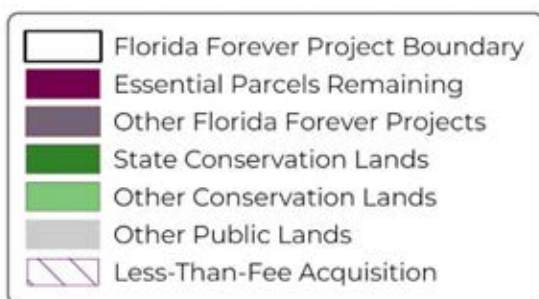 Florida Forever Project Boundary
Essential Parcels Remaining
Other Florida Forever Projects
State Conservation Lands
Other Conservation Lands
Other Public Lands
Less-Than-Fee Acquisition